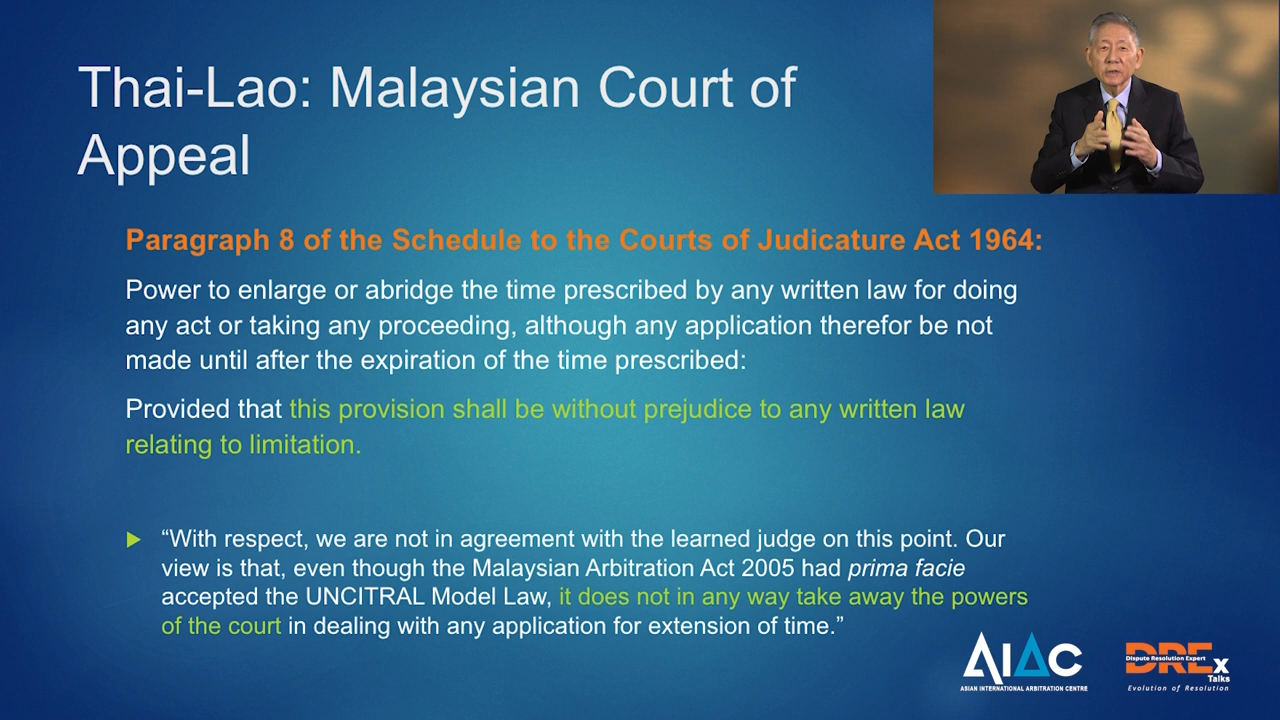 Thai-Lao: Malaysian Court of
Appeal
Paragraph 8 of the Schedule to the Courts of Judicature Act 1964:
Power to enlarge or abridge the time prescribed by any written law for doing
any act or taking any proceeding, although any application therefor be not
made until after the expiration of the time prescribed:
Provided that this provision shall be without prejudice to any written law
relating to limitation.
“With respect, we are not in agreement with the learned judge on this point. Our
view is that, even though the Malaysian Arbitration Act 2005 had prima facie
accepted the UNCITRAL Model Law, it does not in any way take away the powers
of the court in dealing with any application for extension of time.”
AIAC
ASIAN INTERNATIONAL ARBITRATION CENTRE
DREx
Dispute Resolution Expert
Talks
Evolution of Resolution